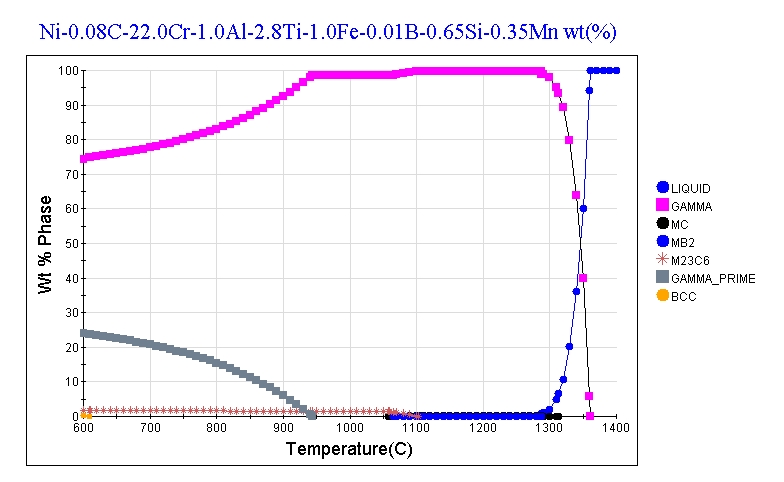 Ni-0.08C-22.0Cr-1.0Al-2.8Ti-1.0Fe-0.01B-0.65Si-0.35Mn wt(%)
100
90
80
70
60
50
40
30
20
10
0
Wt % Phase
600 700 800 900 1000 1100 1200 1300 1400
Temperature(C)
LIQUID
GAMMA
MC
MB2
M23C6
GAMMA_PRIME
BCC